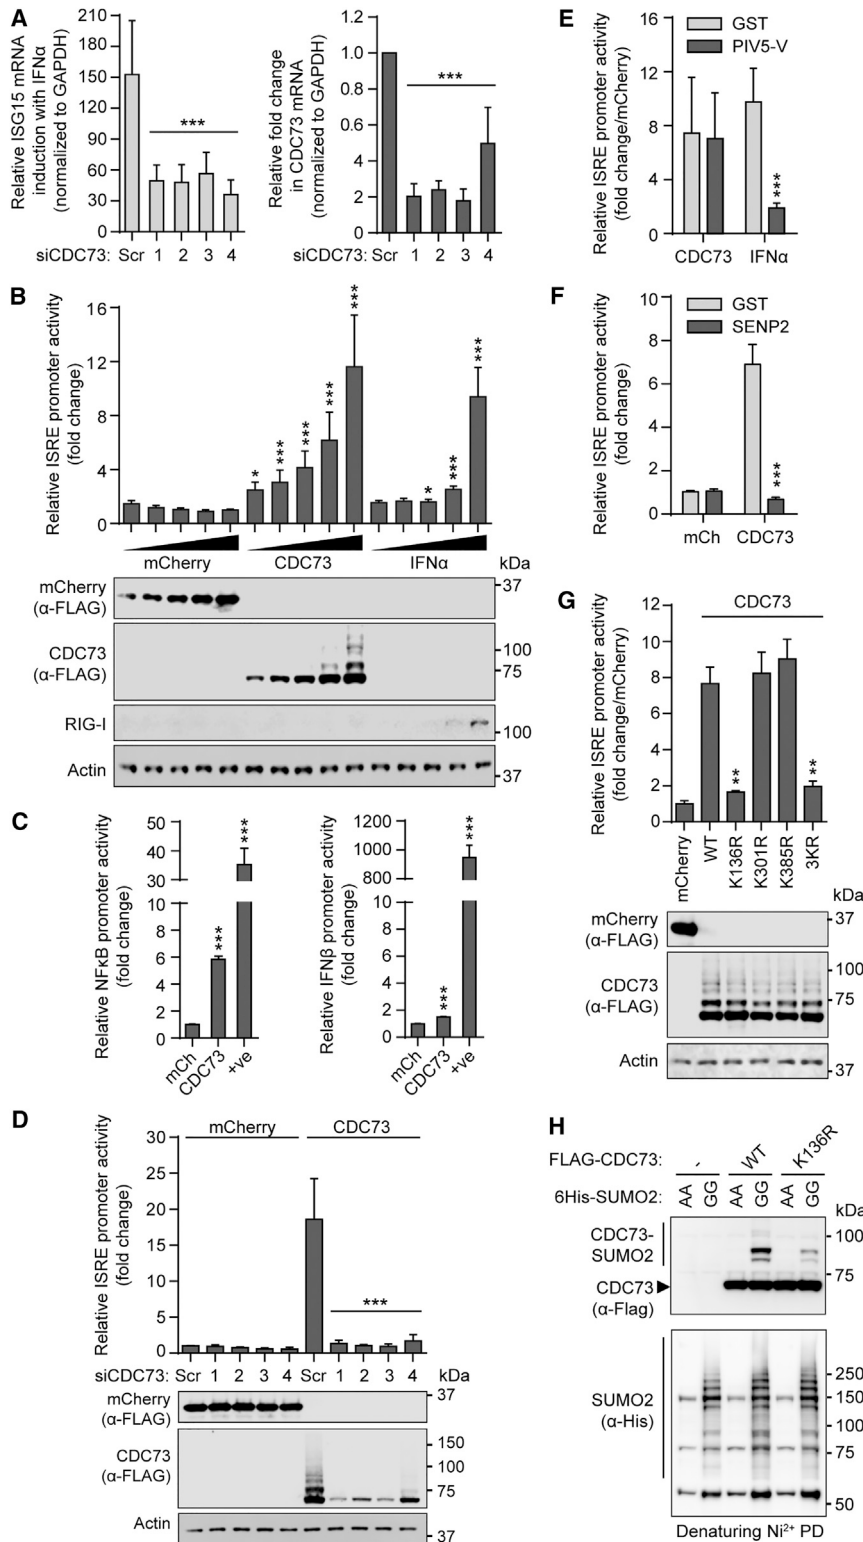 A
Relative ISG15 mRNA
induction with IFNα
(normalized to GAPDH)
210
180
150
120
90
60
30
0
***
siCDC73: Scr 1 2 3 4
Relative fold change
in CDC73 mRNA
(normalized to GAPDH)
1.2
1.0
0.8
0.6
4
2
0
***
siCDC73: Scr 1 2 3 4
B
Relative ISRE promoter activity
(fold change)
16
12
8
4
0
* *** *** *** *** * *** ***
mCherry CDC73 IFNα kDa
mCherry
(α-FLAG)
37
CDC73
(α-FLAG)
100
75
RIG-I
100
Actin
37
C
Relative NFκB promoter activity
(fold change)
50
40
30
10
8
6
4
2
0
*** ***
mCh CDC73 +ve
Relative IFNβ promoter activity
(fold change)
1200
1000
800
10
8
6
4
2
0
*** ***
mCh CDC73 +ve
D
Relative ISRE promoter activity
(fold change)
30
25
20
15
10
5
0
mCherry CDC73
***
siCDC73: Scr 1 2 3 4 Scr 1 2 3 4 kDa
mCherry
(α-FLAG)
37
CDC73
(α-FLAG)
150
100
75
Actin
37
E
Relative ISRE promoter activity
(fold change/mCherry)
16
12
8
4
0
GST
PIV5-V
***
CDC73 IFNα
F
Relative ISRE promoter activity
(fold change)
10
8
6
4
2
0
GST
SENP2
***
mCh CDC73
G
Relative ISRE promoter activity
(fold change/mCherry)
12
10
8
6
4
2
0
CDC73
** **
mCherry WT K136R K301R K385R 3KR
kDa
mCherry
(α-FLAG)
37
CDC73
(α-FLAG)
100
75
Actin
37
H
FLAG-CDC73: - WT K136R
6His-SUMO2: AA GG AA GG AA GG
kDa
CDC73-
SUMO2
100
75
CDC73
(α-Flag)
SUMO2
(α-His)
250
150
100
75
50
Denaturing Ni²⁺ PD